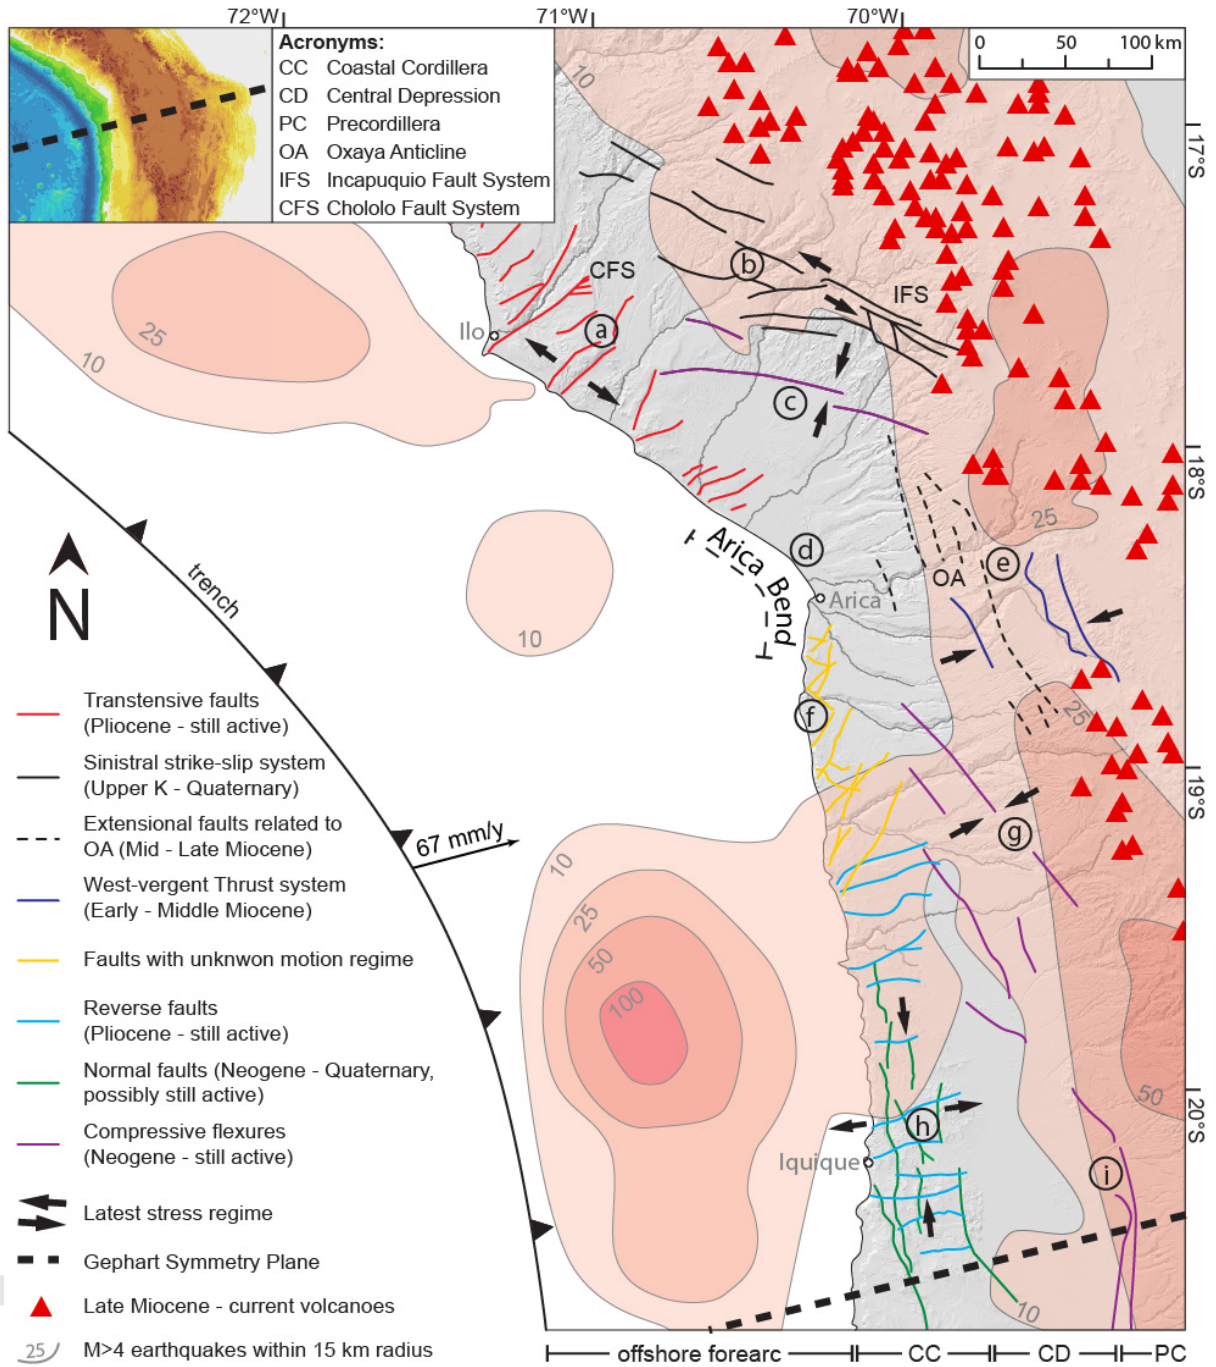 72°W
71°W
70°W
Acronyms:
CC Coastal Cordillera
CD Central Depression
PC Precordillera
OA Oxaya Anticline
IFS Incapuquio Fault System
CFS Chololo Fault System
0 50 100 km
10
17°S
CFS
b
IFS
25
10
Ilo
a
c
18°S
25
trench
Arica Bend
d
e
OA
Arica
N
10
f
25
19°S
67 mm/y
g
10
25
50
100
50
20°S
h
Iquique
i
10
Transtensive faults
(Pliocene - still active)
Sinistral strike-slip system
(Upper K - Quaternary)
Extensional faults related to
OA (Mid - Late Miocene)
West-vergent Thrust system
(Early - Middle Miocene)
Faults with unknwon motion regime
Reverse faults
(Pliocene - still active)
Normal faults (Neogene - Quaternary,
possibly still active)
Compressive flexures
(Neogene - still active)
Latest stress regime
Gephart Symmetry Plane
Late Miocene - current volcanoes
25 M>4 earthquakes within 15 km radius
offshore forearc CC CD PC